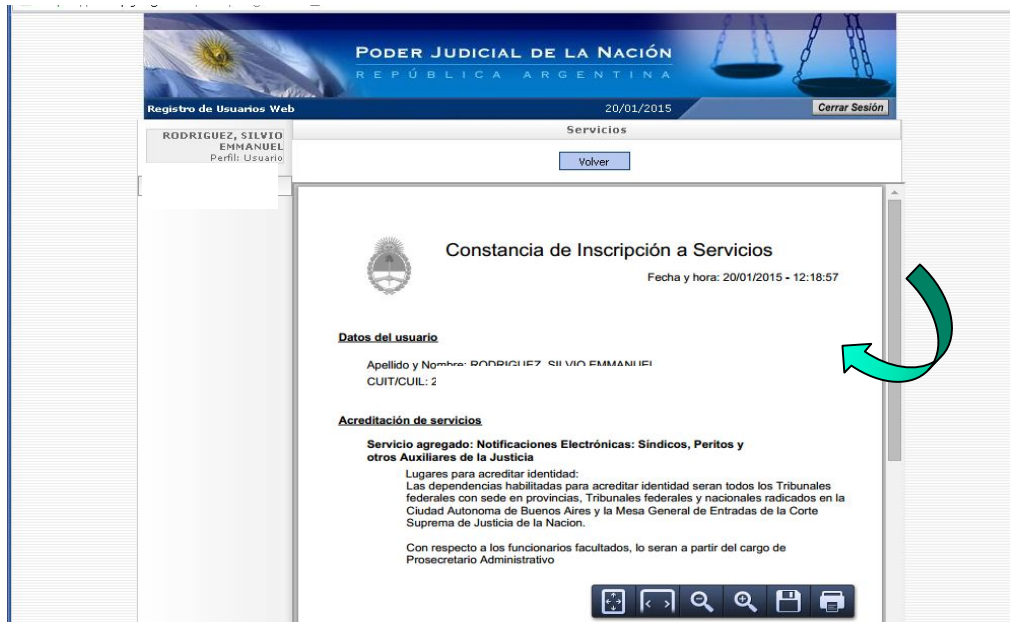 PODER JUDICIAL DE LA NACIÓN
REPÚBLICA ARGENTINA
Registro de Usuarios Web
20/01/2015
Cerrar Sesión
RODRIGUEZ, SILVIO
EMMANUEL
Perfil: Usuario
Servicios
Volver
Constancia de Inscripción a Servicios
Fecha y hora: 20/01/2015 - 12:18:57
Datos del usuario
Apellido y Nombre: RODRIGUEZ, SILVIO EMMANUEL
CUIT/CUIL: 2
Acreditación de servicios
Servicio agregado: Notificaciones Electrónicas: Síndicos, Peritos y
otros Auxiliares de la Justicia
Lugares para acreditar identidad:
Las dependencias habilitadas para acreditar identidad seran todos los Tribunales
federales con sede en provincias, Tribunales federales y nacionales radicados en la
Ciudad Autonoma de Buenos Aires y la Mesa General de Entradas de la Corte
Suprema de Justicia de la Nacion.
Con respecto a los funcionarios facultados, lo seran a partir del cargo de
Prosecretario Administrativo